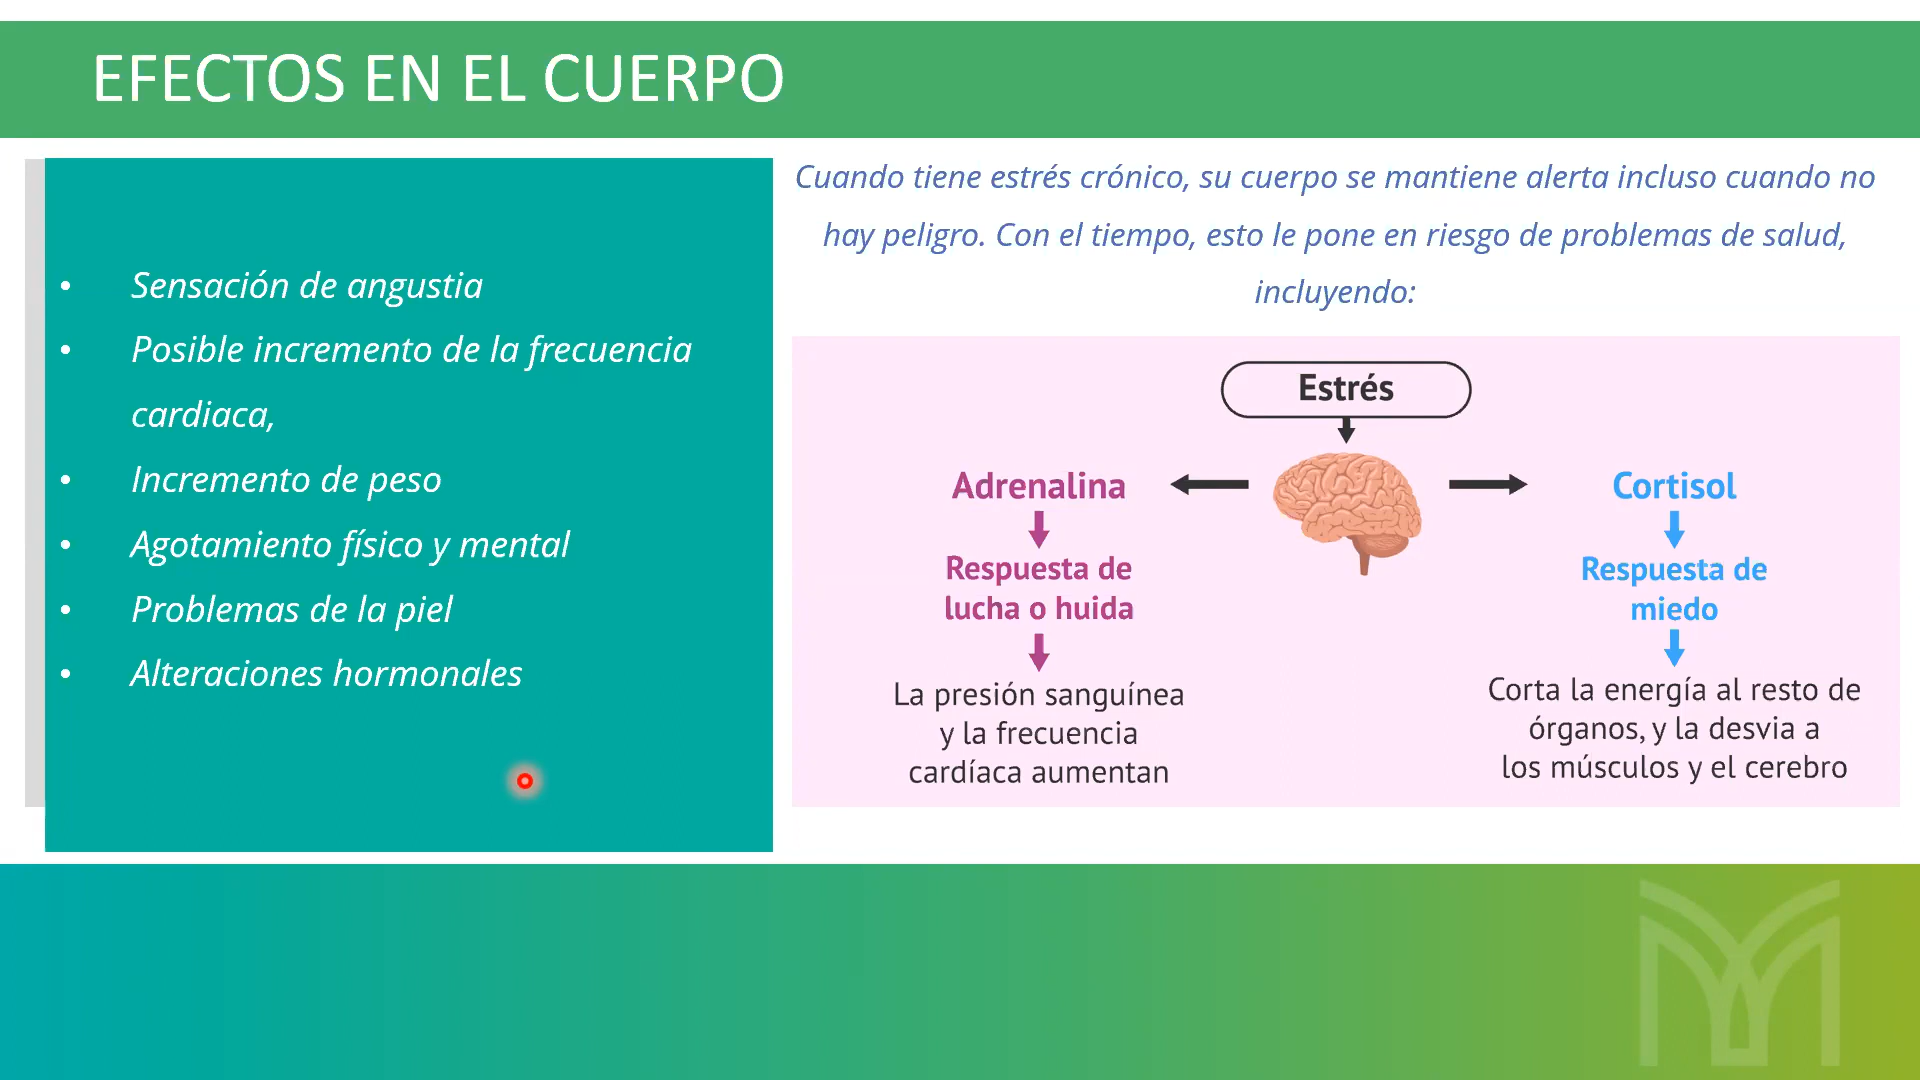 EFECTOS EN EL CUERPO
• Sensación de angustia
• Posible incremento de la frecuencia
cardiaca,
• Incremento de peso
• Agotamiento físico y mental
• Problemas de la piel
• Alteraciones hormonales
Cuando tiene estrés crónico, su cuerpo se mantiene alerta incluso cuando no
hay peligro. Con el tiempo, esto le pone en riesgo de problemas de salud,
incluyendo:
Estrés
Adrenalina
Respuesta de
lucha o huida
La presión sanguínea
y la frecuencia
cardíaca aumentan
Cortisol
Respuesta de
miedo
Corta la energía al resto de
órganos, y la desvia a
los músculos y el cerebro